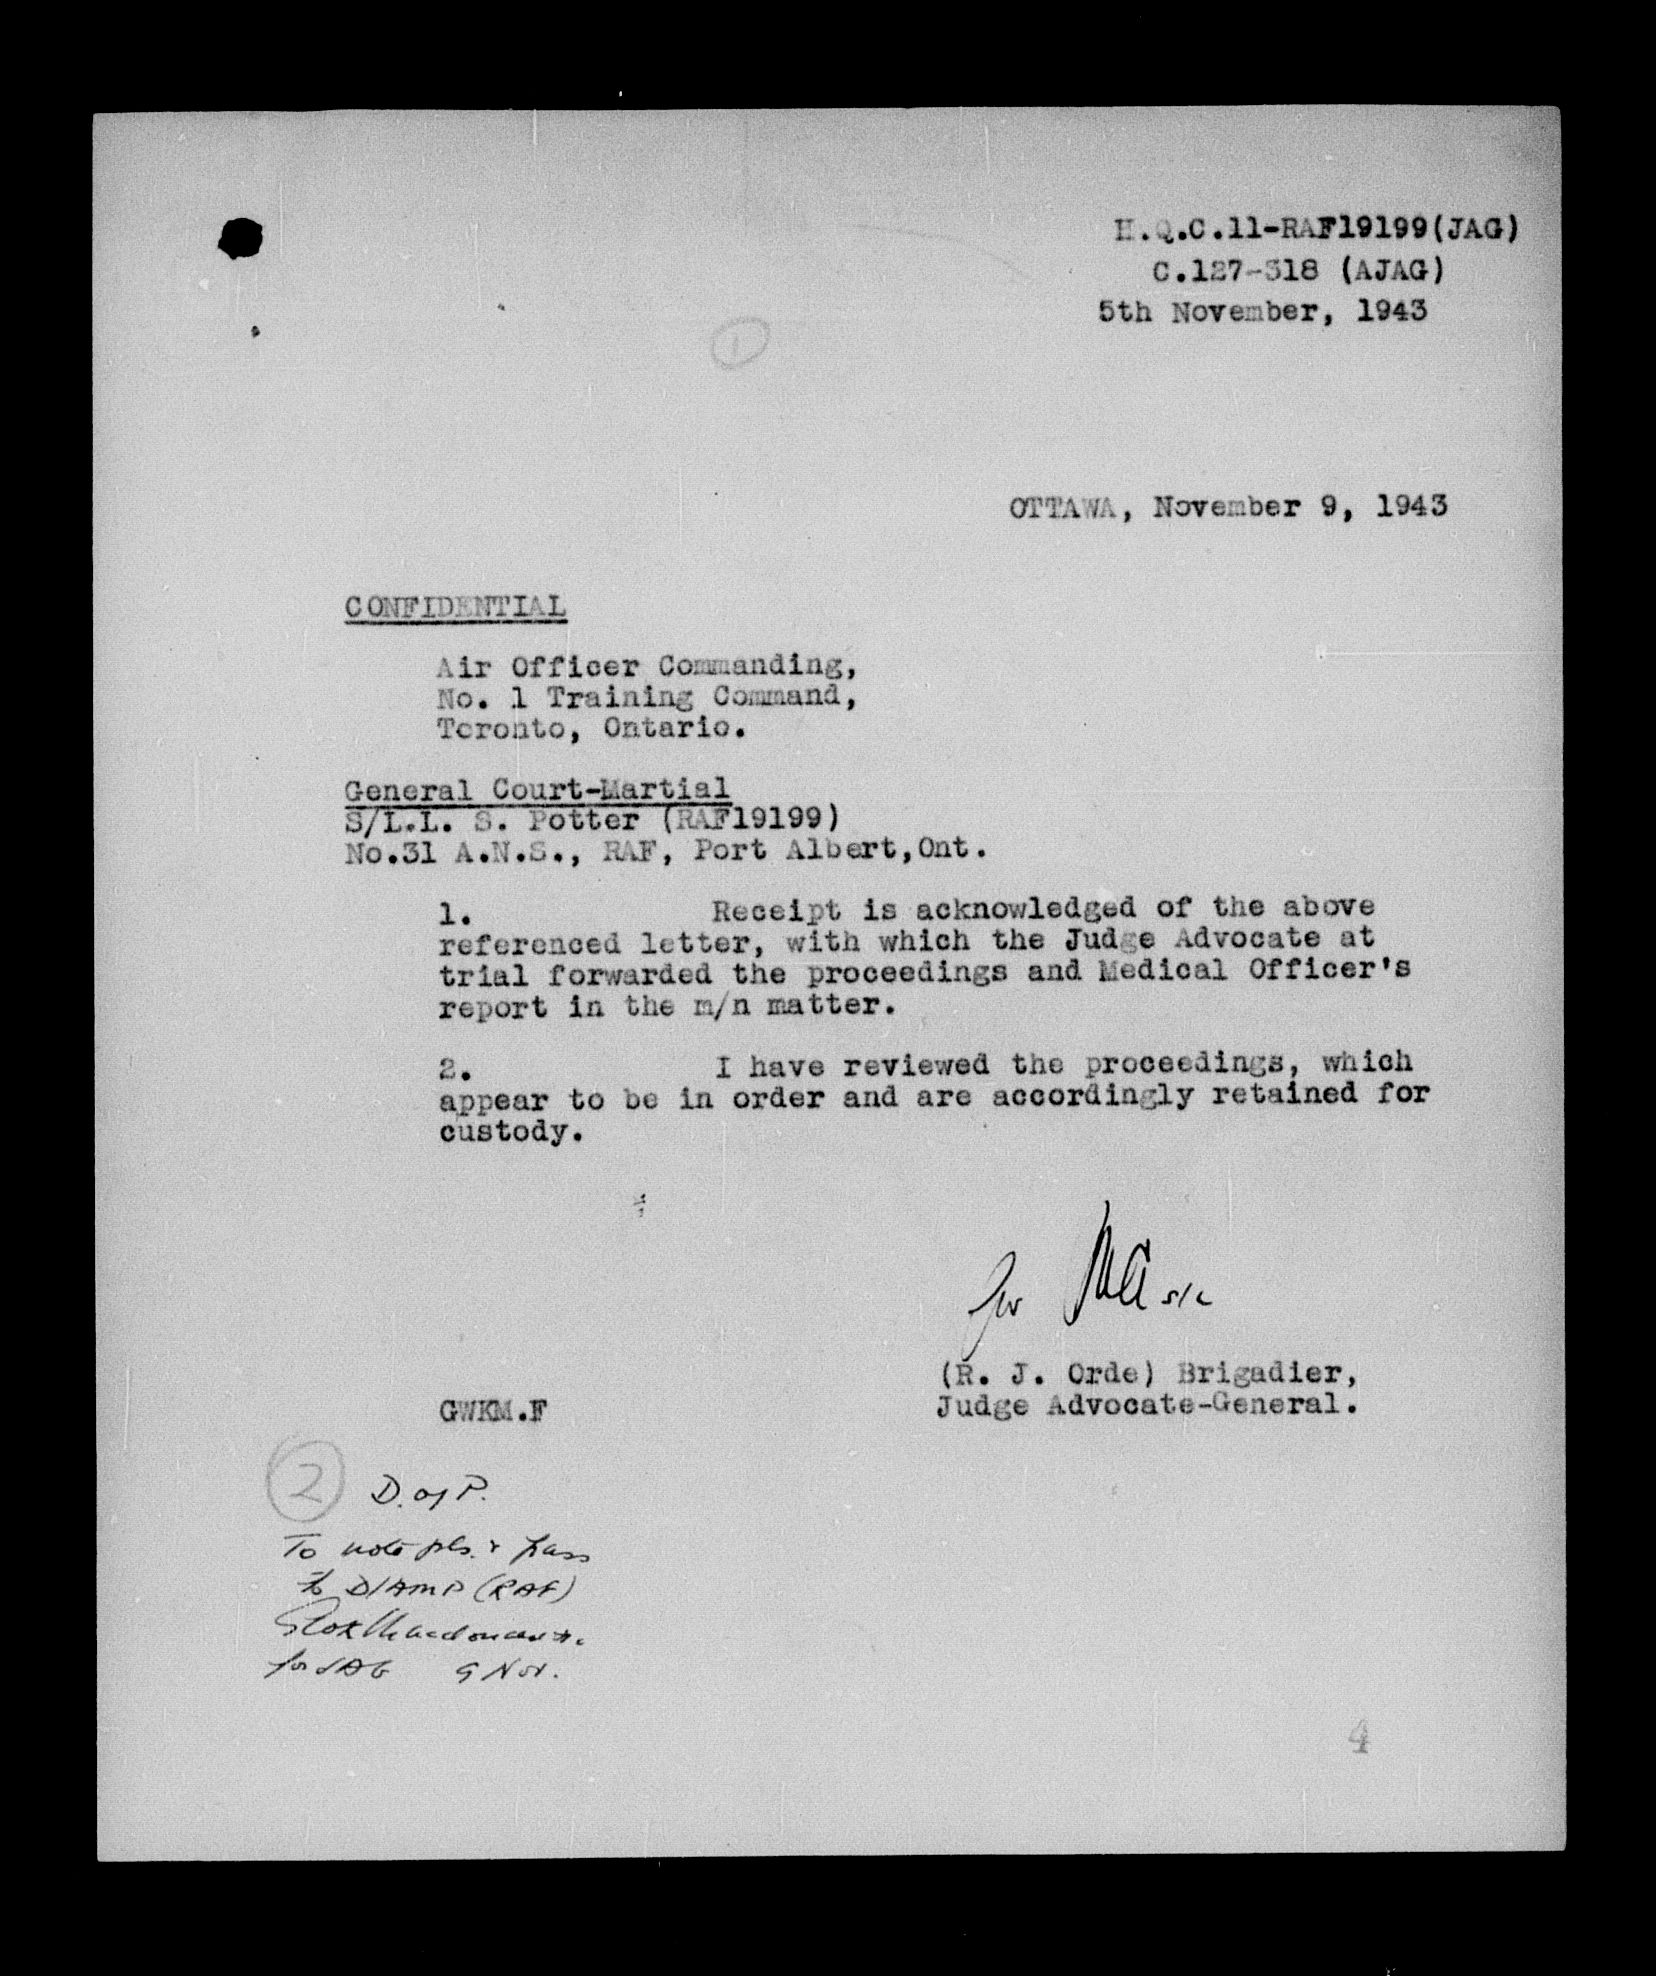 H.Q.C.11-RAF19199(JAG)
C.127-318 (AJAG)
5th November, 1943
1
OTTAWA, November 9, 1943
CONFIDENTIAL
Air Officer Commanding,
No. 1 Training Command,
Toronto, Ontario.
General Court-Martial
S/L.L. S. Potter (RAF19199)
No.31 A.N.S., RAF, Port Albert,Ont.
1. Receipt is acknowledged of the above
referenced letter, with which the Judge Advocate at
trial forwarded the proceedings and Medical Officer's
report in the m/n matter.
2. I have reviewed the proceedings, which
appear to be in order and are accordingly retained for
custody.
for S/L
(R. J. Orde) Brigadier,
Judge Advocate-General.
GWKM.F
2 D. of P.
To note pls. & pass
to D/AMP (RAF)
for JAG 9 Nov.
4